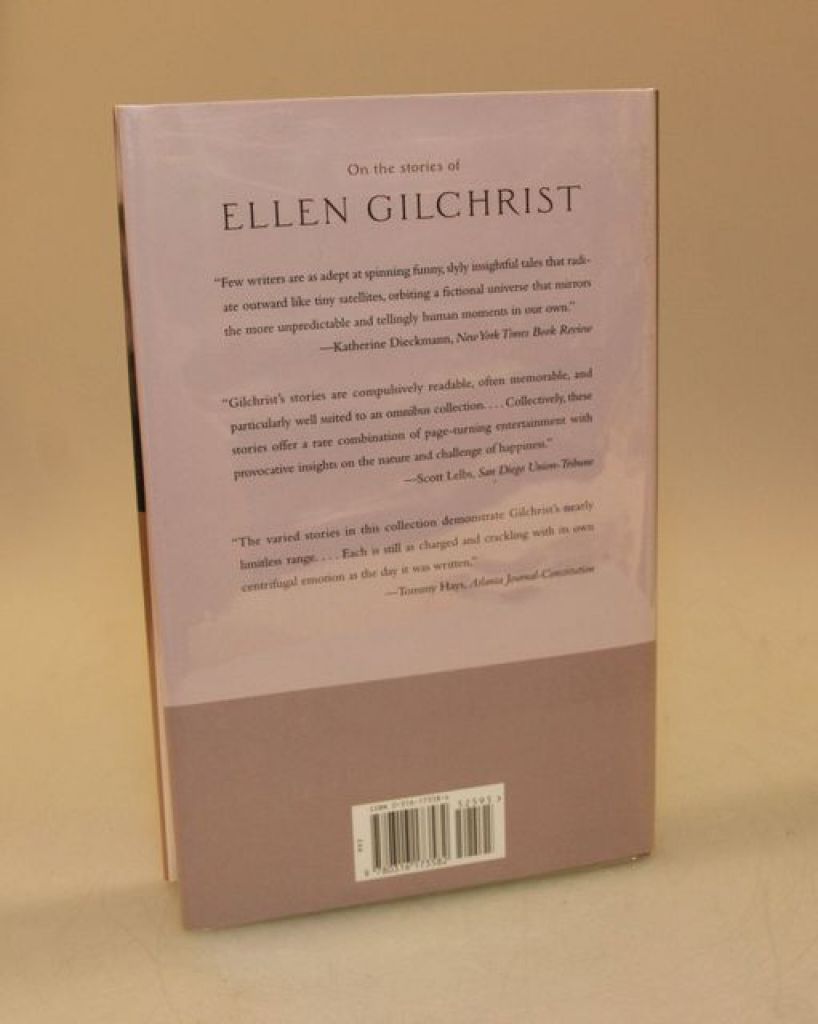 On the stories of
ELLEN GILCHRIST
“Few writers are as adept at spinning funny, slyly insightful tales that radi-
ate outward like tiny satellites, orbiting a fictional universe that mirrors
the more unpredictable and tellingly human moments in our own.”
—Katherine Dieckmann, New York Times Book Review
“Gilchrist’s stories are compulsively readable, often memorable, and
particularly well suited to an omnibus collection. . . . Collectively, these
stories offer a rare combination of page-turning entertainment with
provocative insights on the nature and challenge of happiness.”
—Scott Leibs, San Diego Union-Tribune
“The varied stories in this collection demonstrate Gilchrist’s nearly
limitless range. . . . Each is still as charged and crackling with its own
centrifugal emotion as the day it was written.”
—Tommy Hays, Atlanta Journal-Constitution
ISBN
52595
9 780316 173582